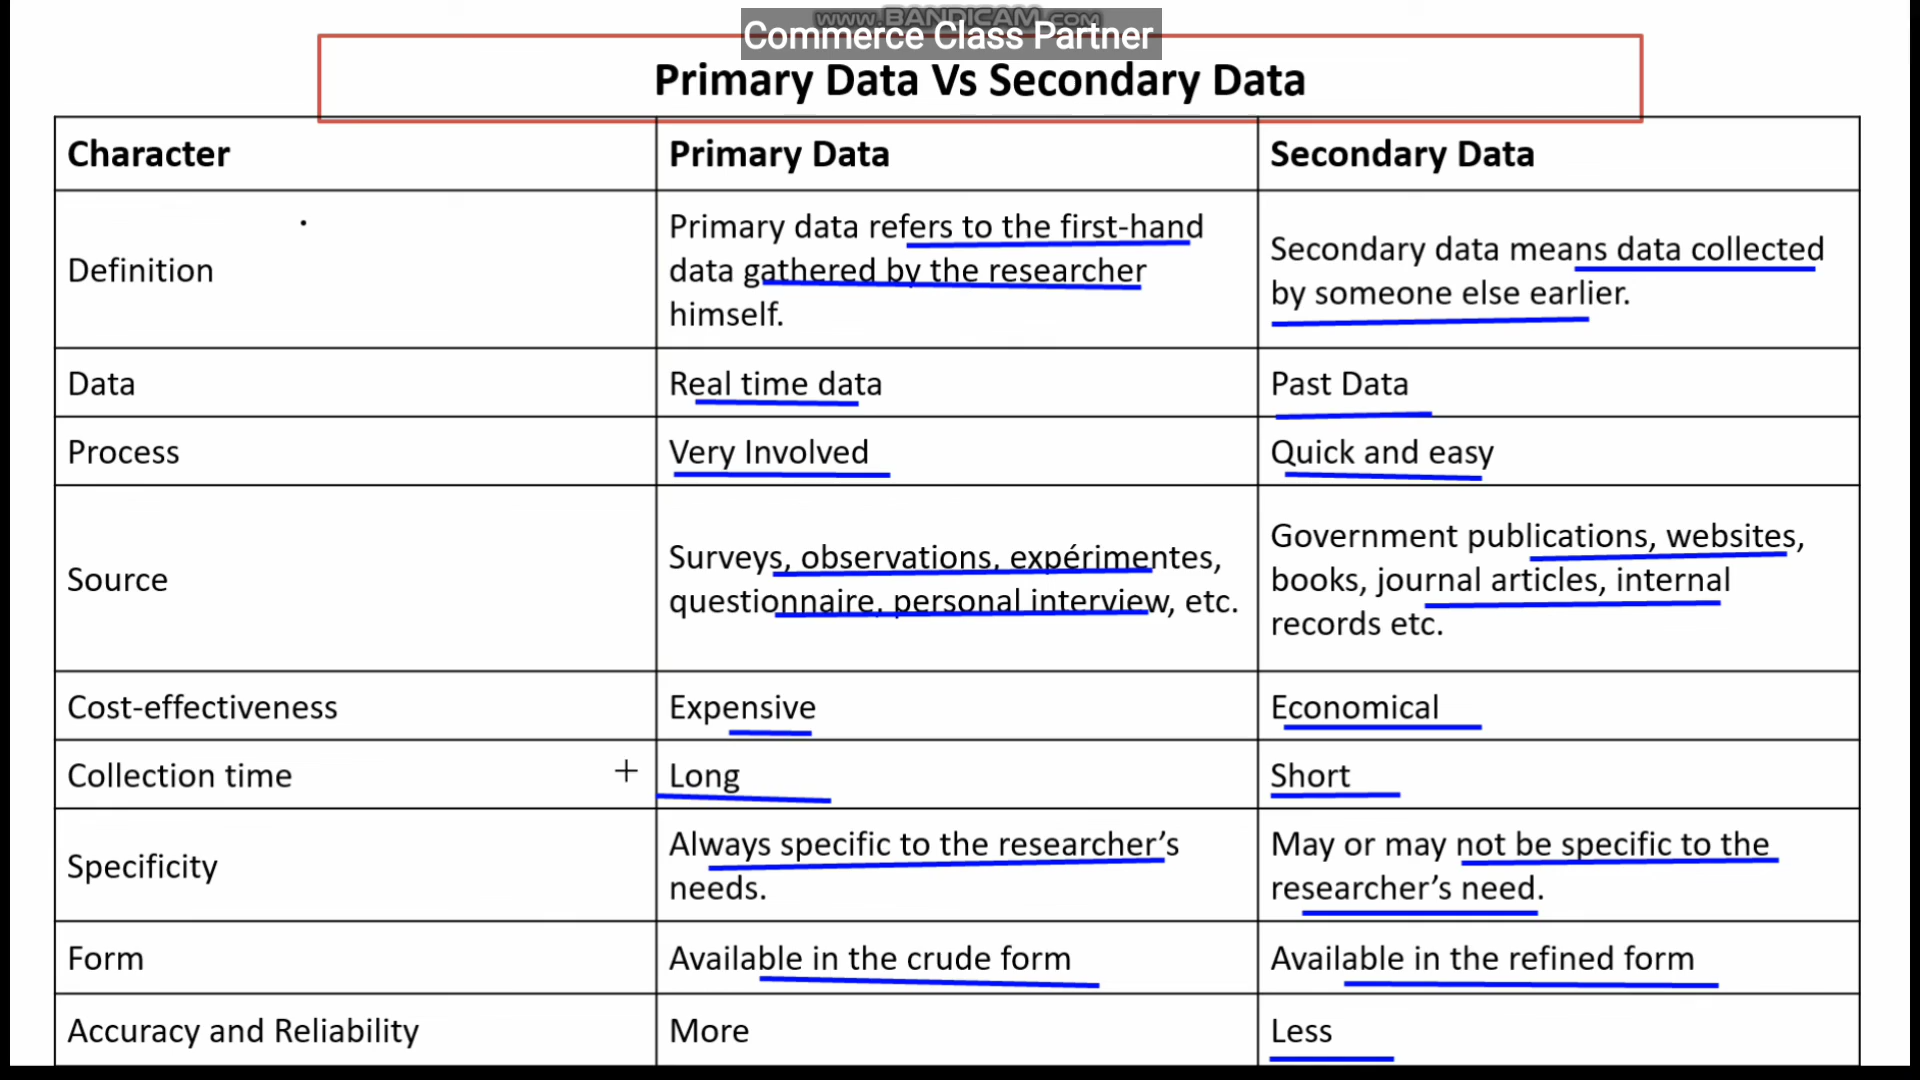 www.BANDICAM.com
Commerce Class Partner
Primary Data Vs Secondary Data
Character
Primary Data
Secondary Data
Definition
Primary data refers to the first-hand
data gathered by the researcher
himself.
Secondary data means data collected
by someone else earlier.
Data
Real time data
Past Data
Process
Very Involved
Quick and easy
Source
Surveys, observations, expérimentes,
questionnaire, personal interview, etc.
Government publications, websites,
books, journal articles, internal
records etc.
Cost-effectiveness
Expensive
Economical
Collection time
Long
Short
Specificity
Always specific to the researcher’s
needs.
May or may not be specific to the
researcher’s need.
Form
Available in the crude form
Available in the refined form
Accuracy and Reliability
More
Less